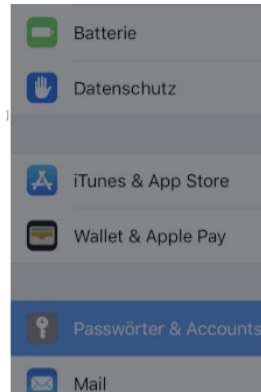 Batterie
Datenschutz
iTunes & App Store
Wallet & Apple Pay
Passwörter & Accounts
Mail